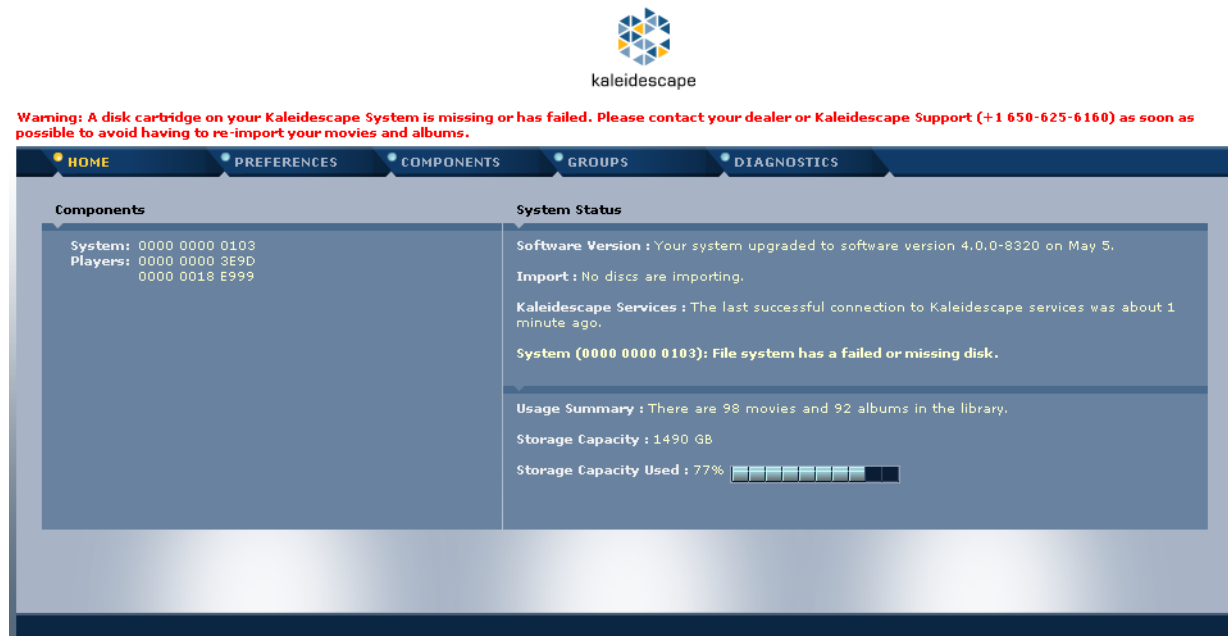 kaleidescape
Warning: A disk cartridge on your Kaleidescape System is missing or has failed. Please contact your dealer or Kaleidescape Support (+1 650-625-6160) as soon as
possible to avoid having to re-import your movies and albums.
HOME PREFERENCES COMPONENTS GROUPS DIAGNOSTICS
Components
System: 0000 0000 0103
Players: 0000 0000 3E9D
0000 0018 E999
System Status
Software Version : Your system upgraded to software version 4.0.0-8320 on May 5.
Import : No discs are importing.
Kaleidescape Services : The last successful connection to Kaleidescape services was about 1
minute ago.
System (0000 0000 0103): File system has a failed or missing disk.
Usage Summary : There are 98 movies and 92 albums in the library.
Storage Capacity : 1490 GB
Storage Capacity Used : 77%